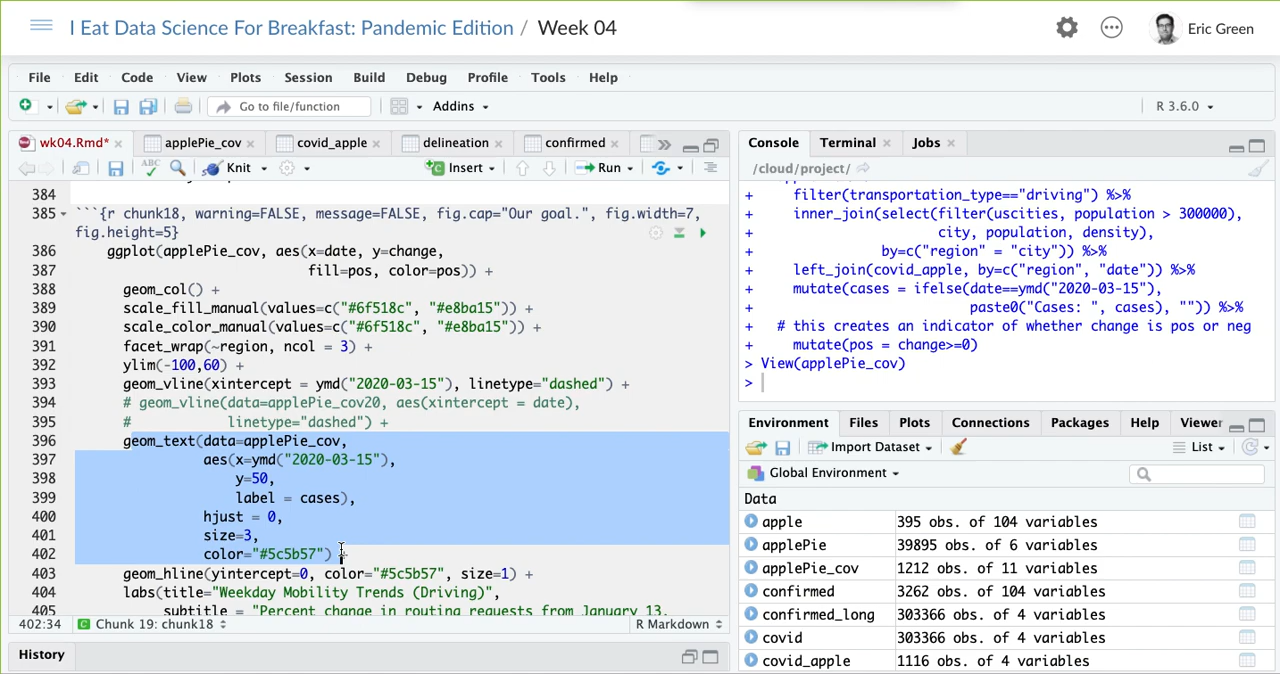 I Eat Data Science For Breakfast: Pandemic Edition / Week 04
Eric Green
File Edit Code View Plots Session Build Debug Profile Tools Help
Go to file/function
Addins
R 3.6.0
wk04.Rmd*
applePie_cov
covid_apple
delineation
confirmed
ABC
Knit
Insert
Run
384
385 ```{r chunk18, warning=FALSE, message=FALSE, fig.cap="Our goal.", fig.width=7,
fig.height=5}
386 ggplot(applePie_cov, aes(x=date, y=change,
387 fill=pos, color=pos)) +
388 geom_col() +
389 scale_fill_manual(values=c("#6f518c", "#e8ba15")) +
390 scale_color_manual(values=c("#6f518c", "#e8ba15")) +
391 facet_wrap(~region, ncol = 3) +
392 ylim(-100,60) +
393 geom_vline(xintercept = ymd("2020-03-15"), linetype="dashed") +
394 # geom_vline(data=applePie_cov20, aes(xintercept = date),
395 # linetype="dashed") +
396 geom_text(data=applePie_cov,
397 aes(x=ymd("2020-03-15"),
398 y=50,
399 label = cases),
400 hjust = 0,
401 size=3,
402 color="#5c5b57") +
403 geom_hline(yintercept=0, color="#5c5b57", size=1) +
404 labs(title="Weekday Mobility Trends (Driving)",
405 subtitle = "Percent change in routing requests from January 13,
402:34
Chunk 19: chunk18
R Markdown
History
Console Terminal Jobs
/cloud/project/
+ filter(transportation_type=="driving") %>%
+ inner_join(select(filter(uscities, population > 300000),
+ city, population, density),
+ by=c("region" = "city")) %>%
+ left_join(covid_apple, by=c("region", "date")) %>%
+ mutate(cases = ifelse(date==ymd("2020-03-15"),
+ paste0("Cases: ", cases), "")) %>%
+ # this creates an indicator of whether change is pos or neg
+ mutate(pos = change>=0)
> View(applePie_cov)
>
Environment Files Plots Connections Packages Help Viewer
Import Dataset
List
Global Environment
Data
apple 395 obs. of 104 variables
applePie 39895 obs. of 6 variables
applePie_cov 1212 obs. of 11 variables
confirmed 3262 obs. of 104 variables
confirmed_long 303366 obs. of 4 variables
covid 303366 obs. of 4 variables
covid_apple 1116 obs. of 4 variables